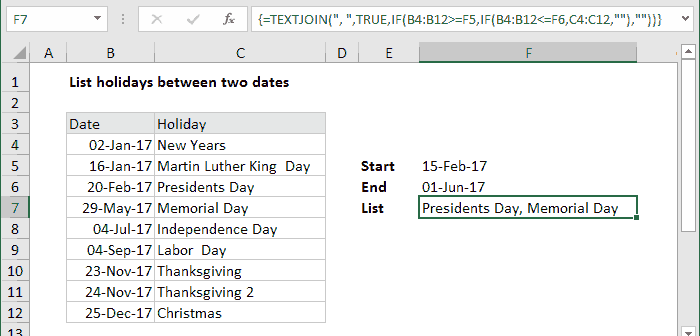 F7 fx {=TEXTJOIN(", ",TRUE,IF(B4:B12>=F5,IF(B4:B12<=F6,C4:C12,""),""))}
A B C D E F
1 List holidays between two dates
2
3 Date Holiday
4 02-Jan-17 New Years
5 16-Jan-17 Martin Luther King  Day Start 15-Feb-17
6 20-Feb-17 Presidents Day End 01-Jun-17
7 29-May-17 Memorial Day List Presidents Day, Memorial Day
8 04-Jul-17 Independence Day
9 04-Sep-17 Labor  Day
10 23-Nov-17 Thanksgiving
11 24-Nov-17 Thanksgiving 2
12 25-Dec-17 Christmas
13